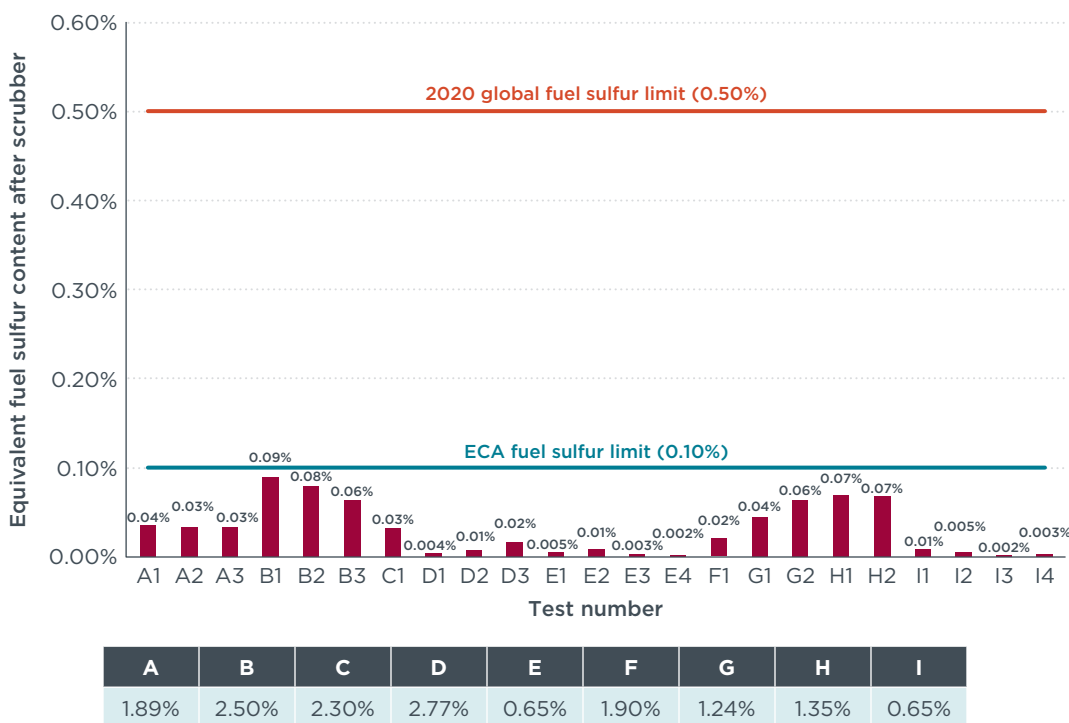 Equivalent fuel sulfur content after scrubber
0.60%
0.50%
0.40%
0.30%
0.20%
0.10%
0.00%
2020 global fuel sulfur limit (0.50%)
ECA fuel sulfur limit (0.10%)
0.04% 0.03% 0.03% 0.09% 0.08% 0.06% 0.03% 0.004% 0.01% 0.02% 0.005% 0.01% 0.003% 0.002% 0.02% 0.04% 0.06% 0.07% 0.07% 0.01% 0.005% 0.002% 0.003%
A1 A2 A3 B1 B2 B3 C1 D1 D2 D3 E1 E2 E3 E4 F1 G1 G2 H1 H2 I1 I2 I3 I4
Test number
A B C D E F G H I
1.89% 2.50% 2.30% 2.77% 0.65% 1.90% 1.24% 1.35% 0.65%